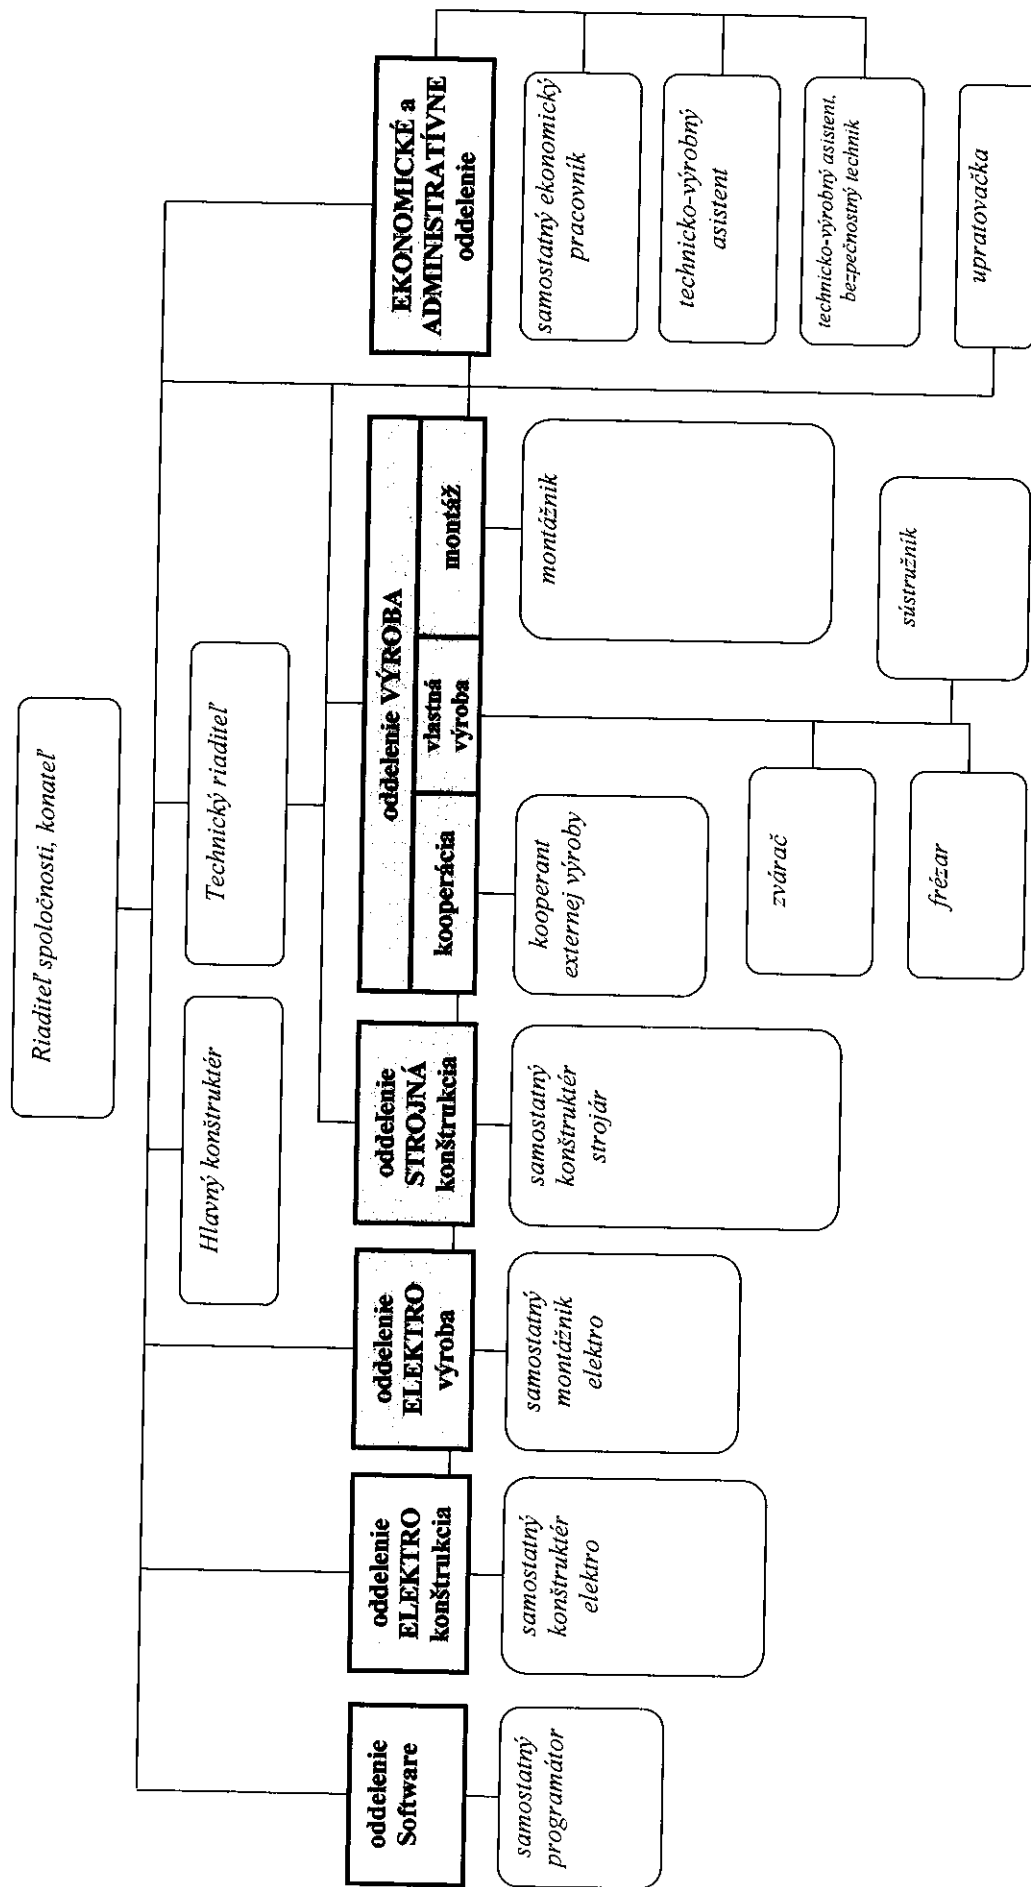 Riaditeľ spoločnosti, konateľ
Hlavný konštruktér
Technický riaditeľ
oddelenie
Software
oddelenie
ELEKTRO
konštrukcia
oddelenie
ELEKTRO
výroba
oddelenie
STROJNÁ
konštrukcia
oddelenie VÝROBA
kooperácia
vlastná
výroba
montáž
EKONOMICKÉ a
ADMINISTRATÍVNE
oddelenie
samostatný
programátor
samostatný
konštruktér
elektro
samostatný
montážnik
elektro
samostatný
konštruktér
strojár
kooperant
externej výroby
montážnik
samostatný ekonomický
pracovník
technicko-výrobný
asistent
technicko-výrobný asistent,
bezpečnostný technik
zvárač
sústružník
frézar
upratovačka